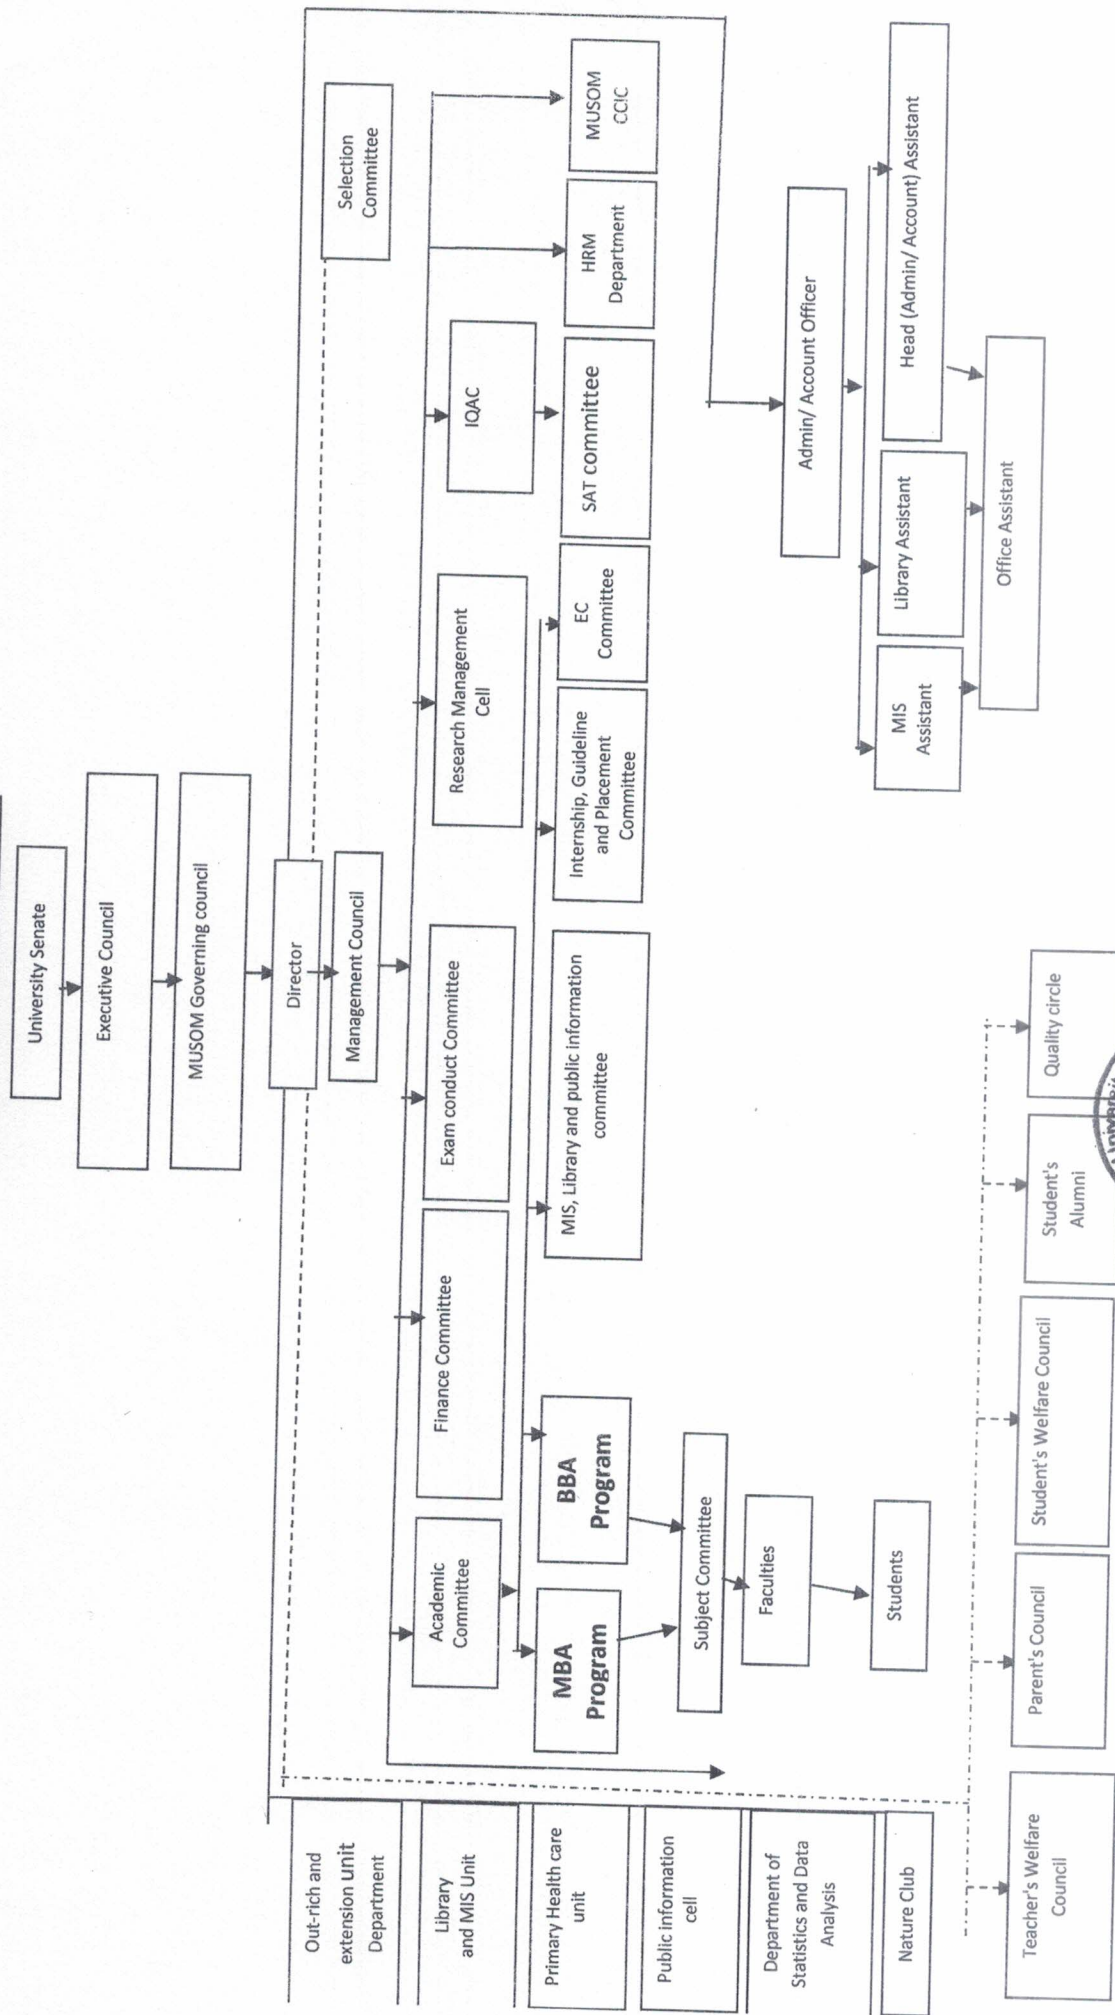 University Senate
Executive Council
MUSOM Governing council
Director
Management Council
Selection
Committee
Academic
Committee
Finance Committee
Exam conduct Committee
Research Management
Cell
IQAC
MBA
Program
BBA
Program
MIS, Library and public information
committee
Internship, Guideline
and Placement
Committee
EC
Committee
SAT committee
HRM
Department
MUSOM
CCIC
Subject Committee
Faculties
Students
Admin/ Account Officer
MIS
Assistant
Library Assistant
Head (Admin/ Account) Assistant
Office Assistant
Out-rich and
extension unit
Department
Library
and MIS Unit
Primary Health care
unit
Public information
cell
Department of
Statistics and Data
Analysis
Nature Club
Teacher's Welfare
Council
Parent's Council
Student's Welfare Council
Student's
Alumni
Quality circle